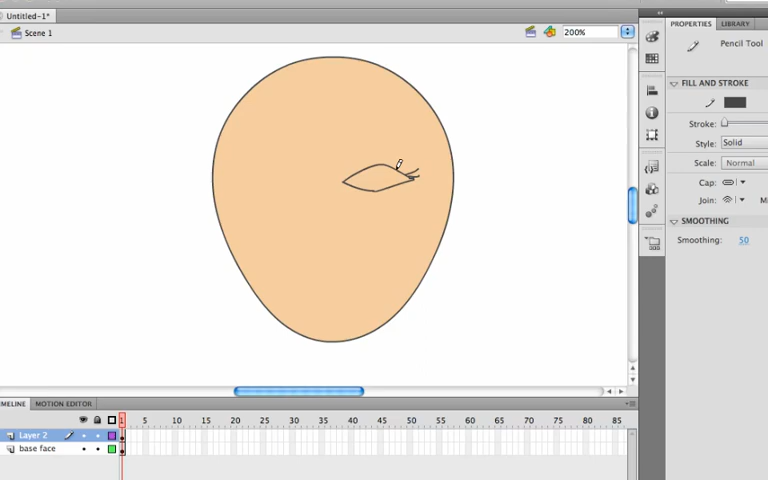 Untitled-1*
Scene 1
200%
PROPERTIES
LIBRARY
Pencil Tool
FILL AND STROKE
Stroke:
Style: Solid
Scale: Normal
Cap:
Join:
SMOOTHING
Smoothing: 50
MOTION EDITOR
1 5 10 15 20 25 30 35 40 45 50 55 60 65 70 75 80 85
Layer 2
base face